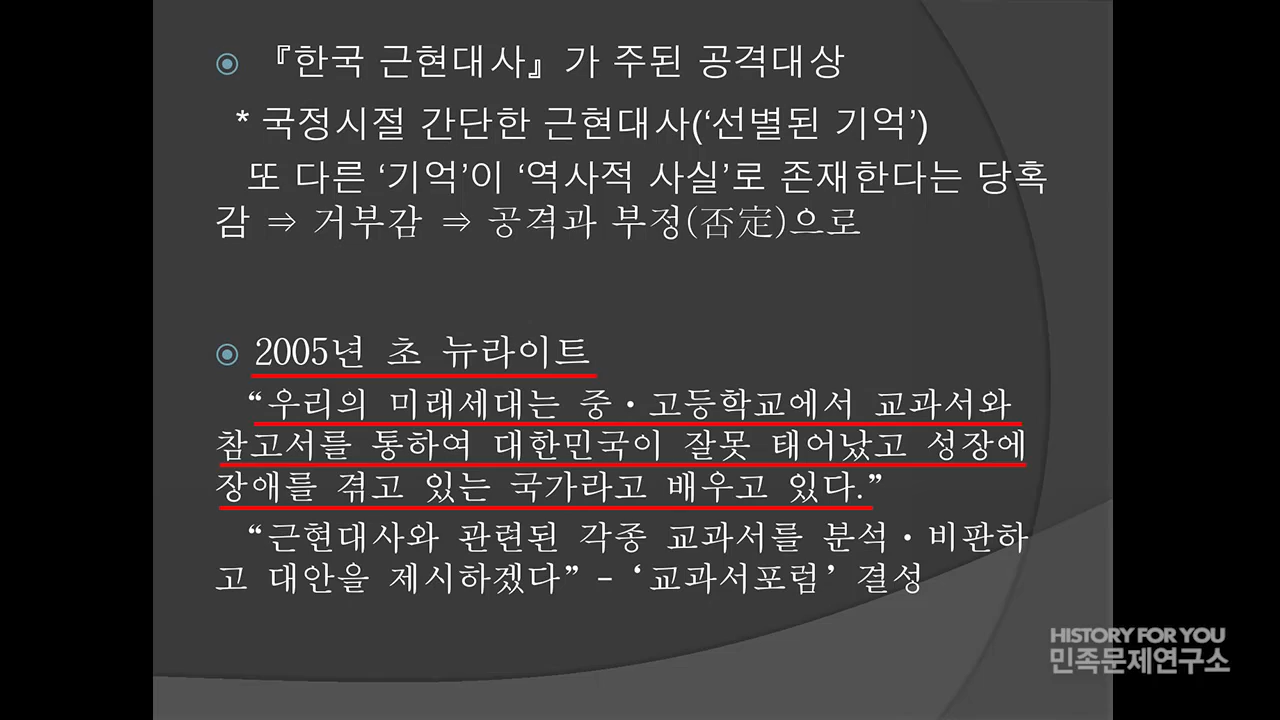 『한국 근현대사』가 주된 공격대상
* 국정시절 간단한 근현대사(‘선별된 기억’)
또 다른 ‘기억’이 ‘역사적 사실’로 존재한다는 당혹
감 ⇒ 거부감 ⇒ 공격과 부정(否定)으로
2005년 초 뉴라이트
“우리의 미래세대는 중·고등학교에서 교과서와
참고서를 통하여 대한민국이 잘못 태어났고 성장에
장애를 겪고 있는 국가라고 배우고 있다.”
“근현대사와 관련된 각종 교과서를 분석·비판하
고 대안을 제시하겠다” - ‘교과서포럼’ 결성
HISTORY FOR YOU
민족문제연구소